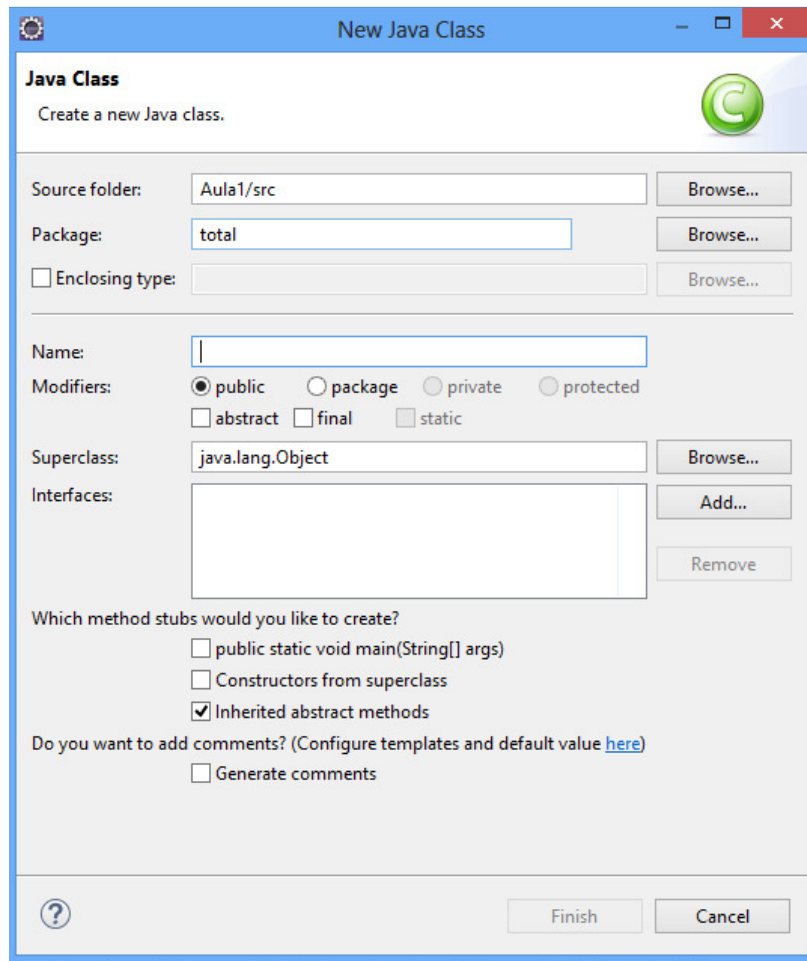 New Java Class
Java Class
Create a new Java class.
Source folder: Aula1/src Browse...
Package: total Browse...
Enclosing type: Browse...
Name:
Modifiers: public package private protected
abstract final static
Superclass: java.lang.Object Browse...
Interfaces: Add...
Remove
Which method stubs would you like to create?
public static void main(String[] args)
Constructors from superclass
Inherited abstract methods
Do you want to add comments? (Configure templates and default value here)
Generate comments
? Finish Cancel